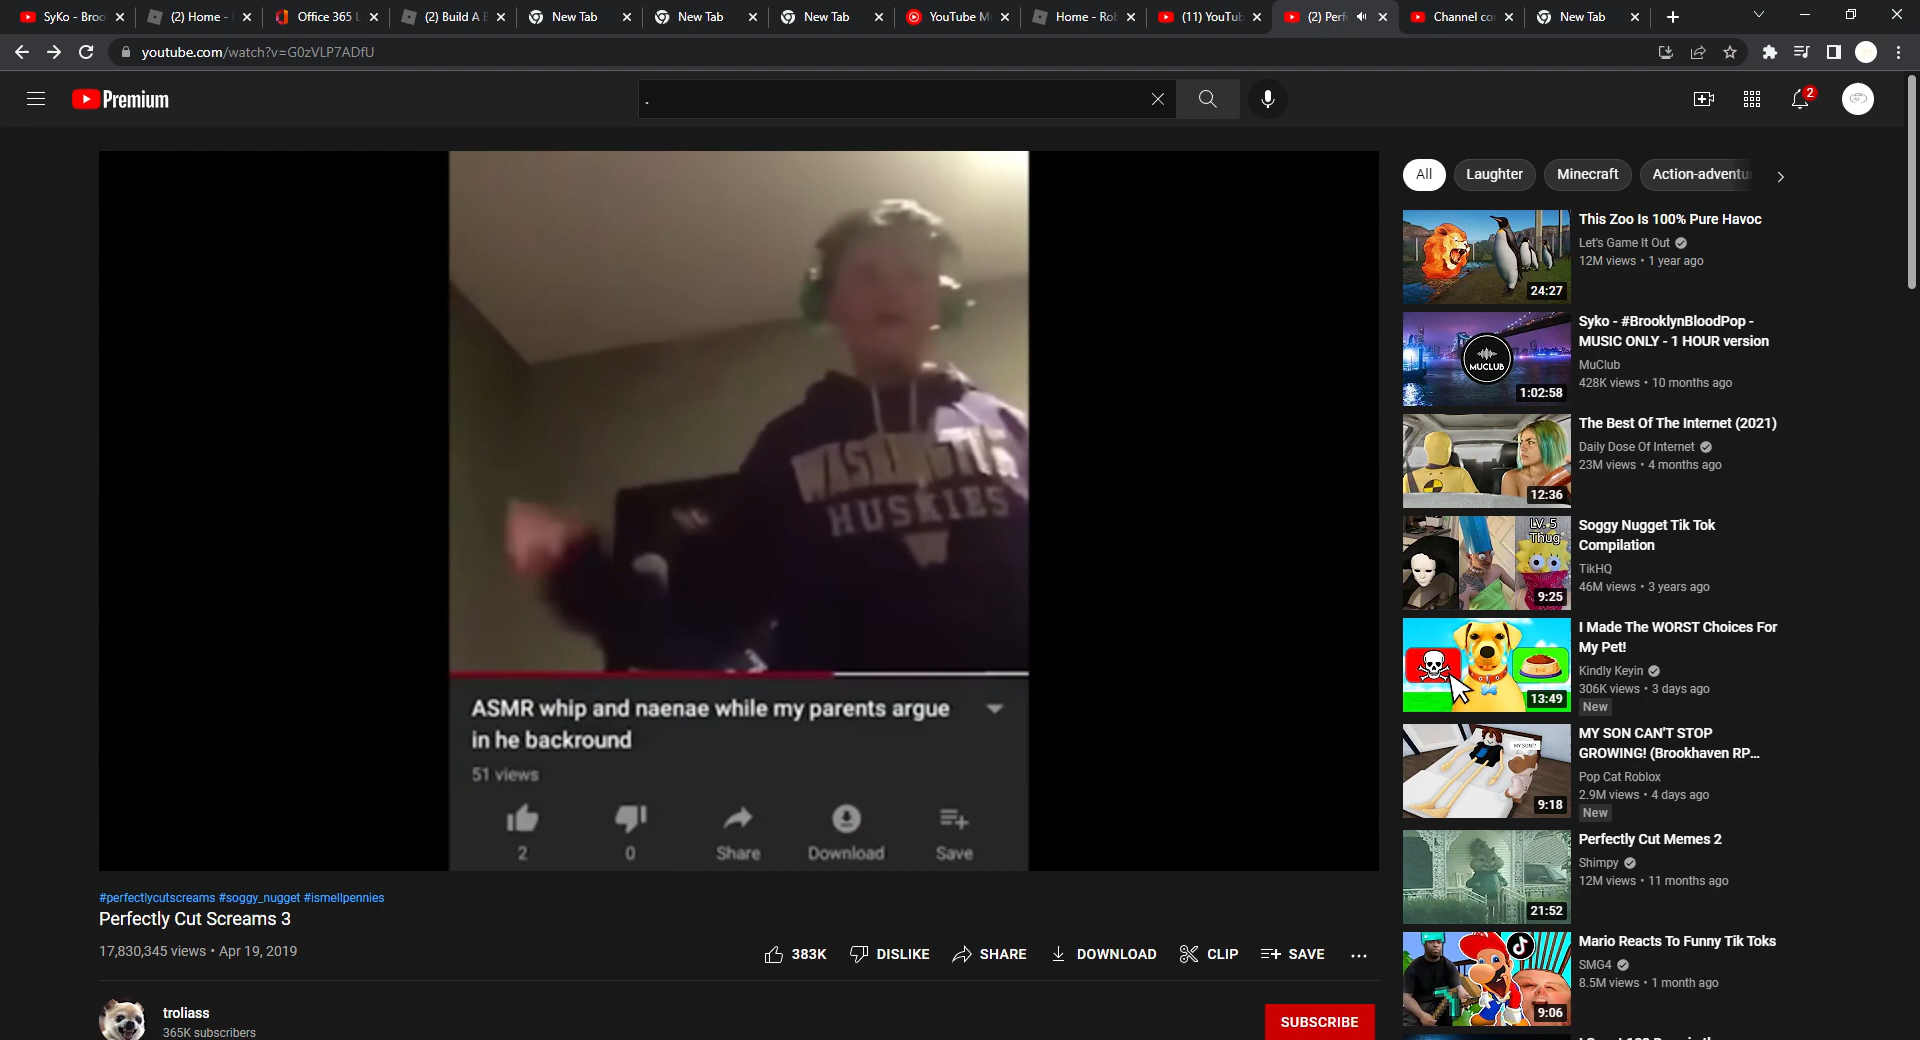 SyKo - Broo
(2) Home -
Office 365 L
(2) Build A B
New Tab
New Tab
New Tab
YouTube M
Home - Rol
(11) YouTub
(2) Perf
Channel co
New Tab
youtube.com/watch?v=G0zVLP7ADfU
Premium
.
2
All
Laughter
Minecraft
Action-adventu
WASHINGTON
HUSKIES
W
ASMR whip and naenae while my parents argue
in he backround
51 views
2
0
Share
Download
Save
#perfectlycutscreams #soggy_nugget #ismellpennies
Perfectly Cut Screams 3
17,830,345 views • Apr 19, 2019
383K
DISLIKE
SHARE
DOWNLOAD
CLIP
SAVE
troliass
365K subscribers
SUBSCRIBE
24:27
This Zoo Is 100% Pure Havoc
Let's Game It Out
12M views • 1 year ago
MUCLUB
1:02:58
Syko - #BrooklynBloodPop -
MUSIC ONLY - 1 HOUR version
MuClub
428K views • 10 months ago
12:36
The Best Of The Internet (2021)
Daily Dose Of Internet
23M views • 4 months ago
LV. 5
Thug
9:25
Soggy Nugget Tik Tok
Compilation
TikHQ
46M views • 3 years ago
13:49
I Made The WORST Choices For
My Pet!
Kindly Keyin
306K views • 3 days ago
New
MY SON?
9:18
MY SON CAN'T STOP
GROWING! (Brookhaven RP...
Pop Cat Roblox
2.9M views • 4 days ago
New
21:52
Perfectly Cut Memes 2
Shimpy
12M views • 11 months ago
9:06
Mario Reacts To Funny Tik Toks
SMG4
8.5M views • 1 month ago